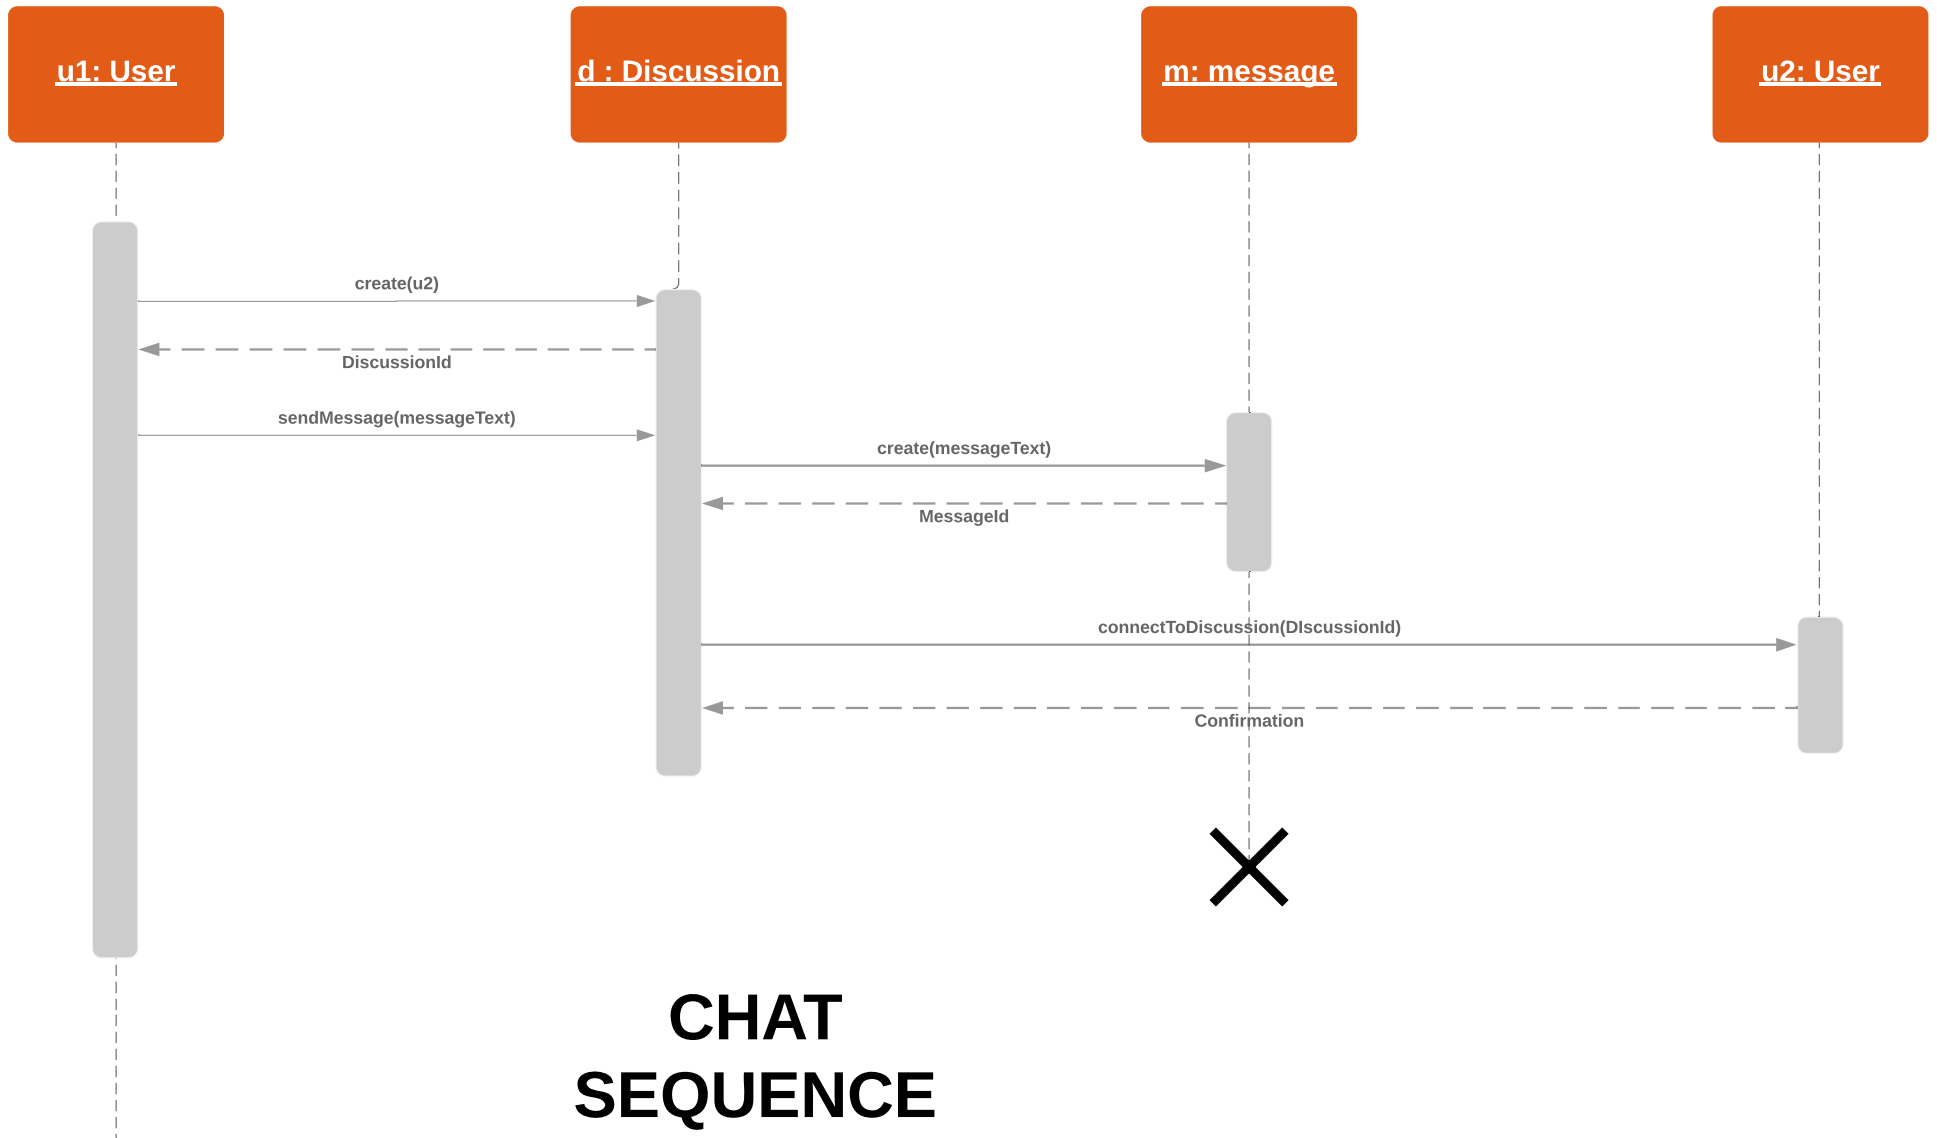 u1: User
d : Discussion
m: message
u2: User
create(u2)
DiscussionId
sendMessage(messageText)
create(messageText)
MessageId
connectToDiscussion(DIscussionId)
Confirmation
CHAT
SEQUENCE